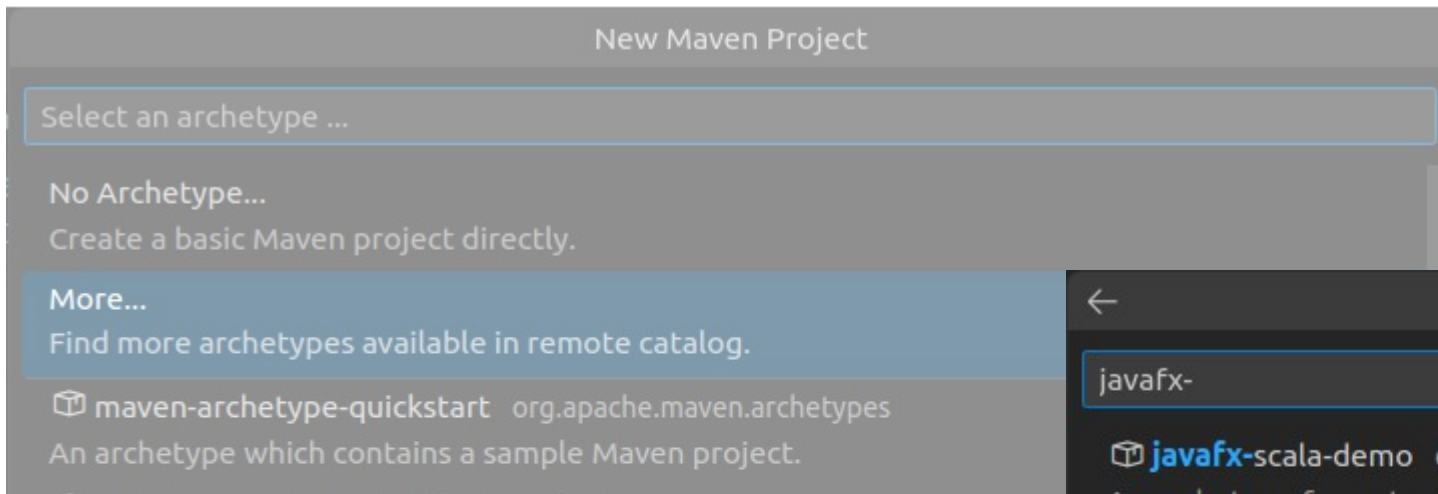 New Maven Project
Select an archetype ...
No Archetype...
Create a basic Maven project directly.
More...
Find more archetypes available in remote catalog.
maven-archetype-quickstart org.apache.maven.archetypes
An archetype which contains a sample Maven project.
javafx-
javafx-scala-demo